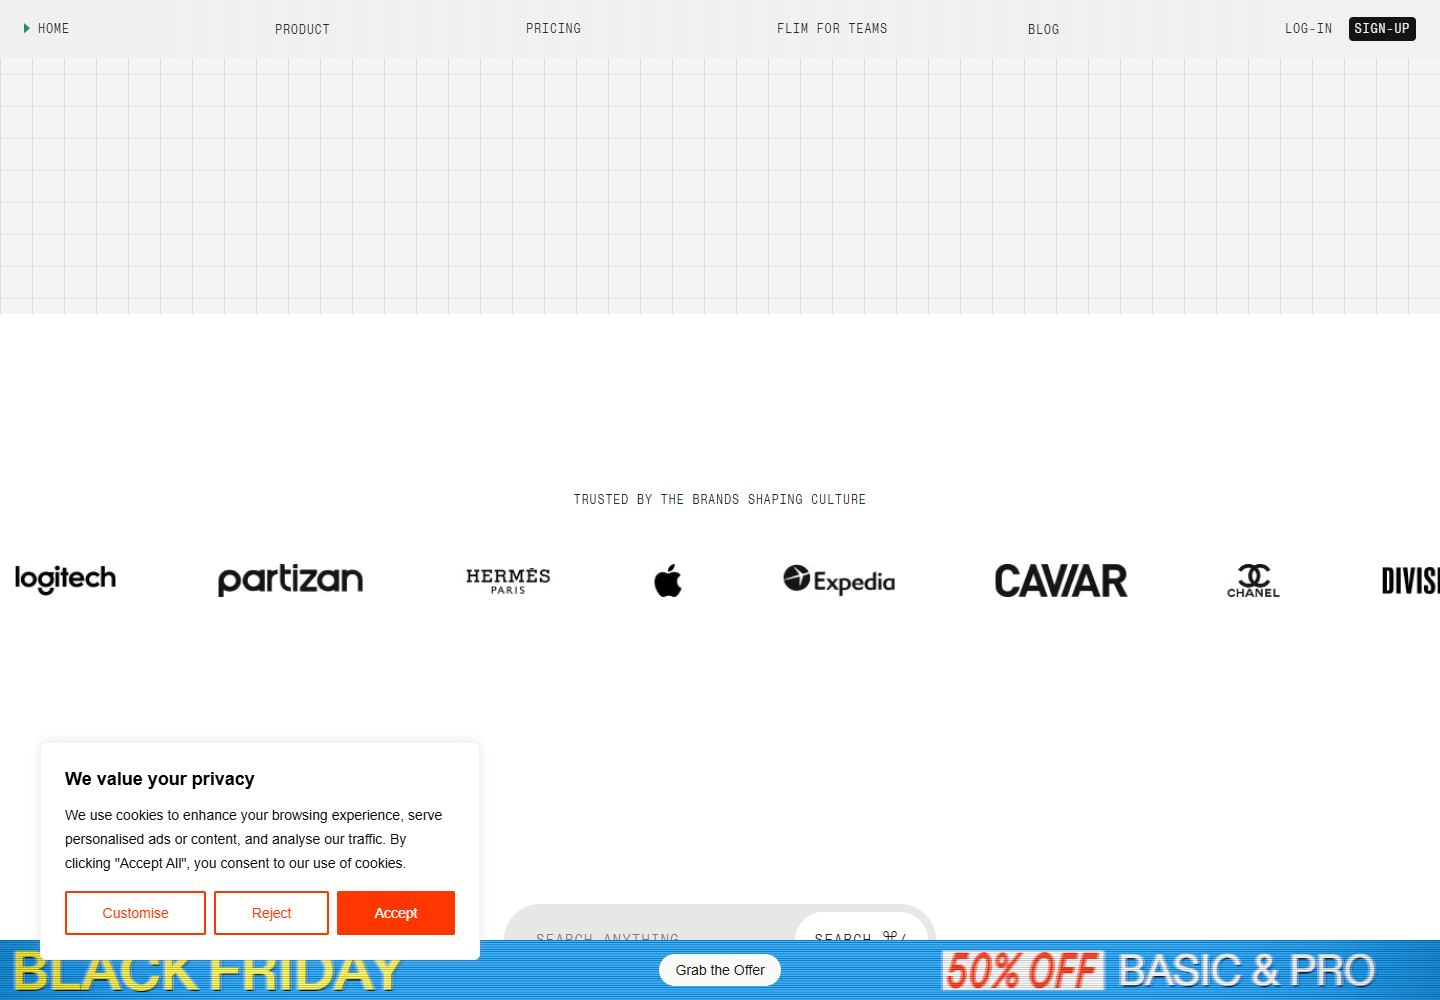 HOME
PRODUCT
PRICING
FLIM FOR TEAMS
BLOG
LOG-IN
SIGN-UP
TRUSTED BY THE BRANDS SHAPING CULTURE
logitech
partizan
HERMÈS
PARIS
Expedia
CAVIAR
CHANEL
DIVIS
We value your privacy
We use cookies to enhance your browsing experience, serve
personalised ads or content, and analyse our traffic. By
clicking "Accept All", you consent to our use of cookies.
Customise
Reject
Accept
SEARCH ANYTHING
SEARCH ⌘/
BLACK FRIDAY
Grab the Offer
50% OFF BASIC & PRO